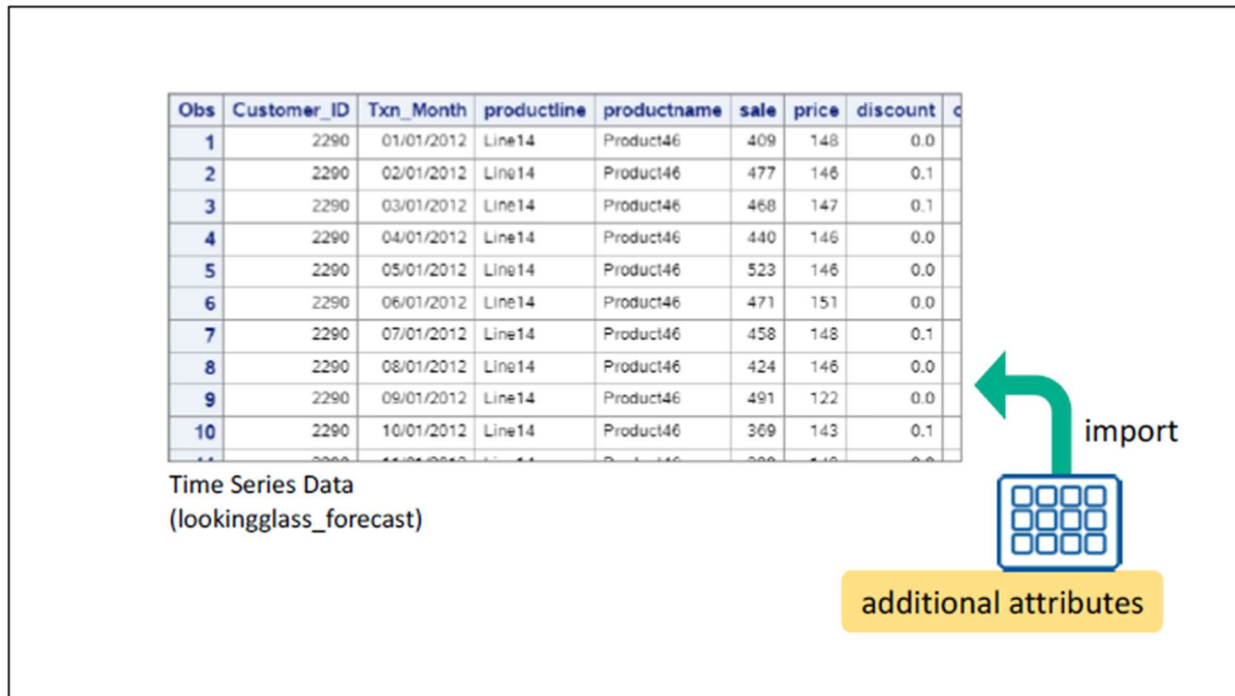 Obs Customer_ID Txn_Month productline productname sale price discount c
1 2290 01/01/2012 Line14 Product46 409 148 0.0
2 2290 02/01/2012 Line14 Product46 477 146 0.1
3 2290 03/01/2012 Line14 Product46 468 147 0.1
4 2290 04/01/2012 Line14 Product46 440 146 0.0
5 2290 05/01/2012 Line14 Product46 523 146 0.0
6 2290 06/01/2012 Line14 Product46 471 151 0.0
7 2290 07/01/2012 Line14 Product46 458 148 0.1
8 2290 08/01/2012 Line14 Product46 424 146 0.0
9 2290 09/01/2012 Line14 Product46 491 122 0.0
10 2290 10/01/2012 Line14 Product46 369 143 0.1
import
Time Series Data
(lookingglass_forecast)
additional attributes